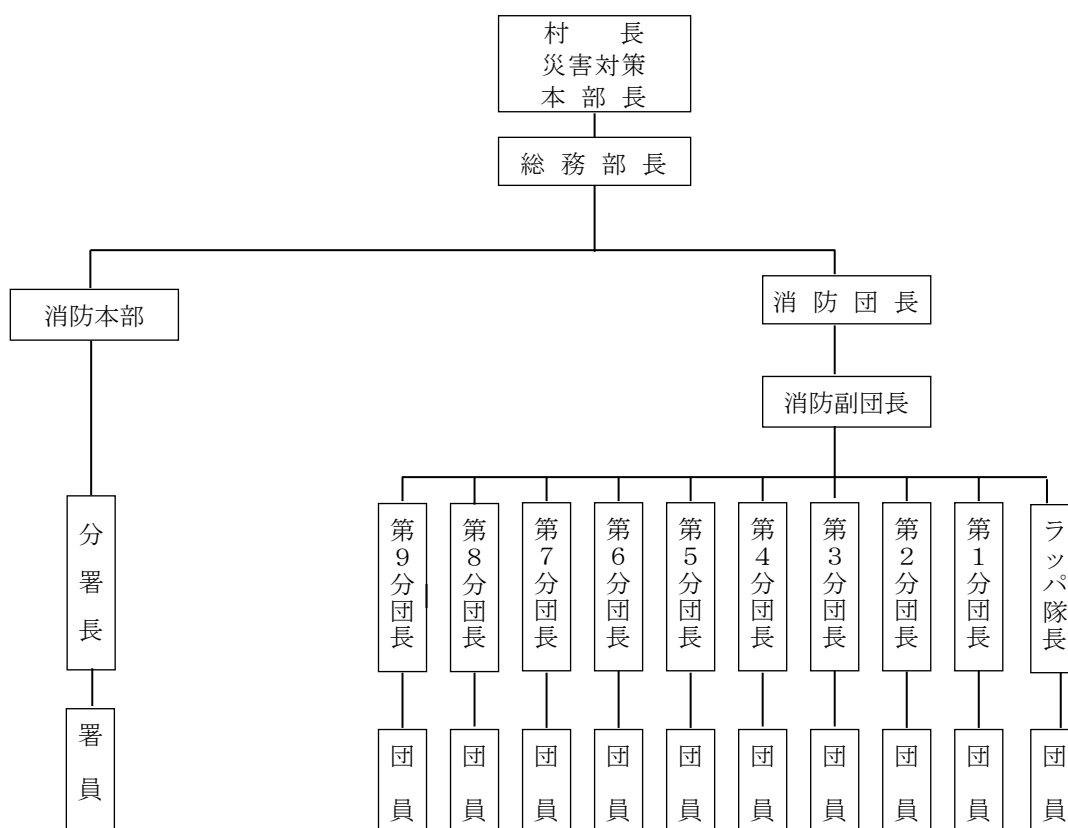 村 長
災害対策
本部長
総務部長
消防本部
消防団長
消防副団長
分署長
第9分団長
第8分団長
第7分団長
第6分団長
第5分団長
第4分団長
第3分団長
第2分団長
第1分団長
ラッパ隊長
署員
団員
団員
団員
団員
団員
団員
団員
団員
団員
団員